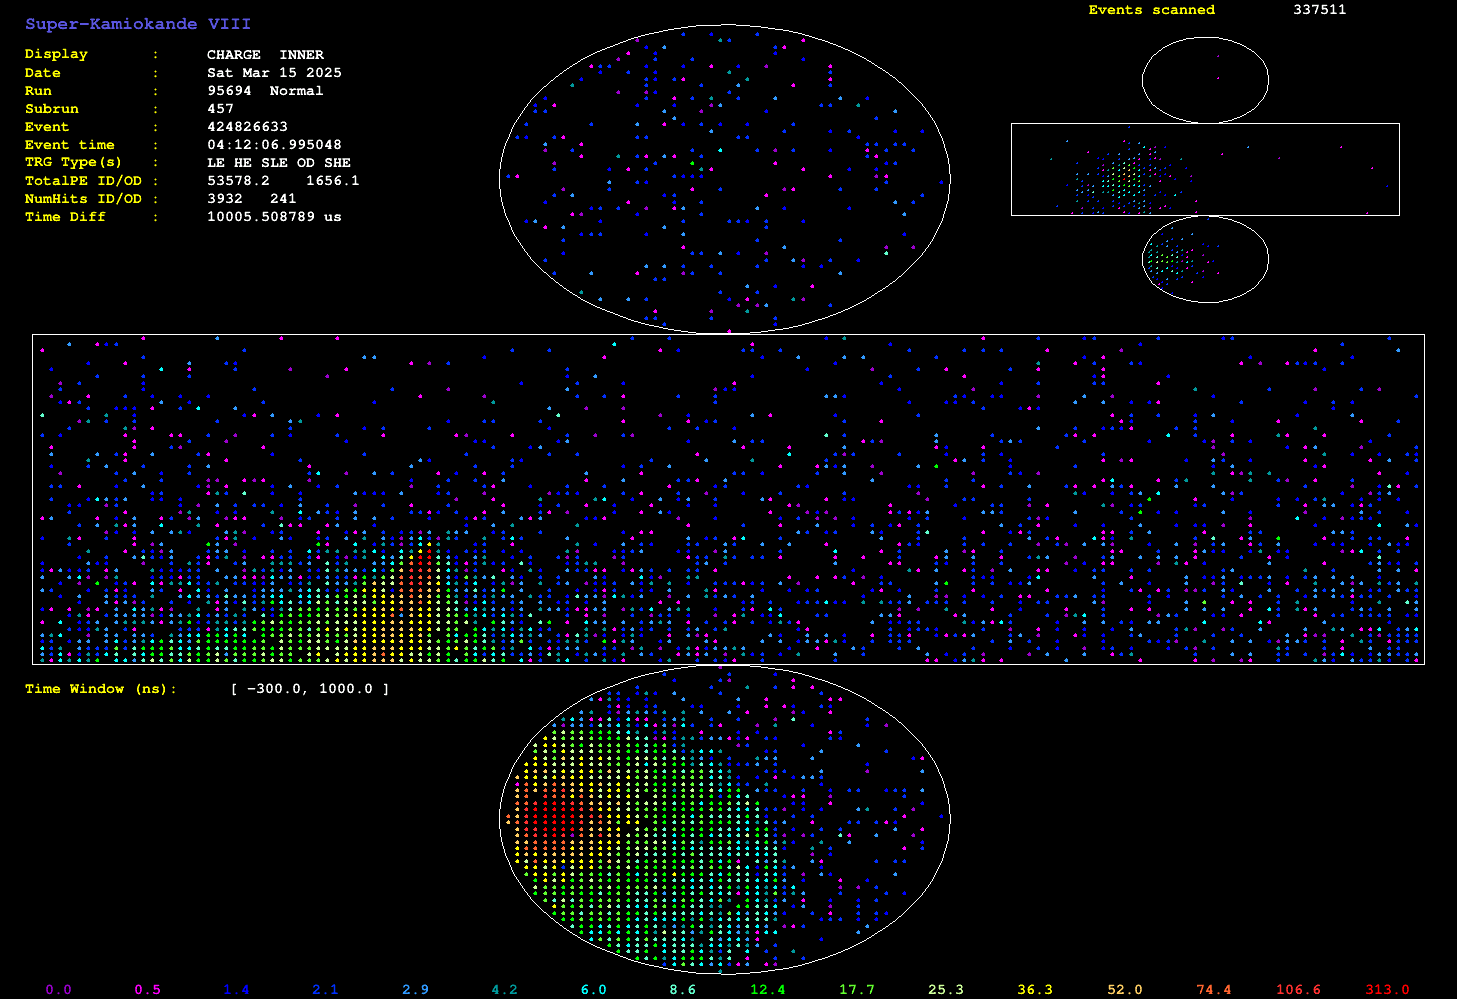 Super-Kamiokande VIII
Display : CHARGE INNER
Date : Sat Mar 15 2025
Run : 95694 Normal
Subrun : 457
Event : 424826633
Event time : 04:12:06.995048
TRG Type(s) : LE HE SLE OD SHE
TotalPE ID/OD : 53578.2 1656.1
NumHits ID/OD : 3932 241
Time Diff : 10005.508789 us
Events scanned 337511
Time Window (ns): [ -300.0, 1000.0 ]
0.0 0.5 1.4 2.1 2.9 4.2 6.0 8.6 12.4 17.7 25.3 36.3 52.0 74.4 106.6 313.0